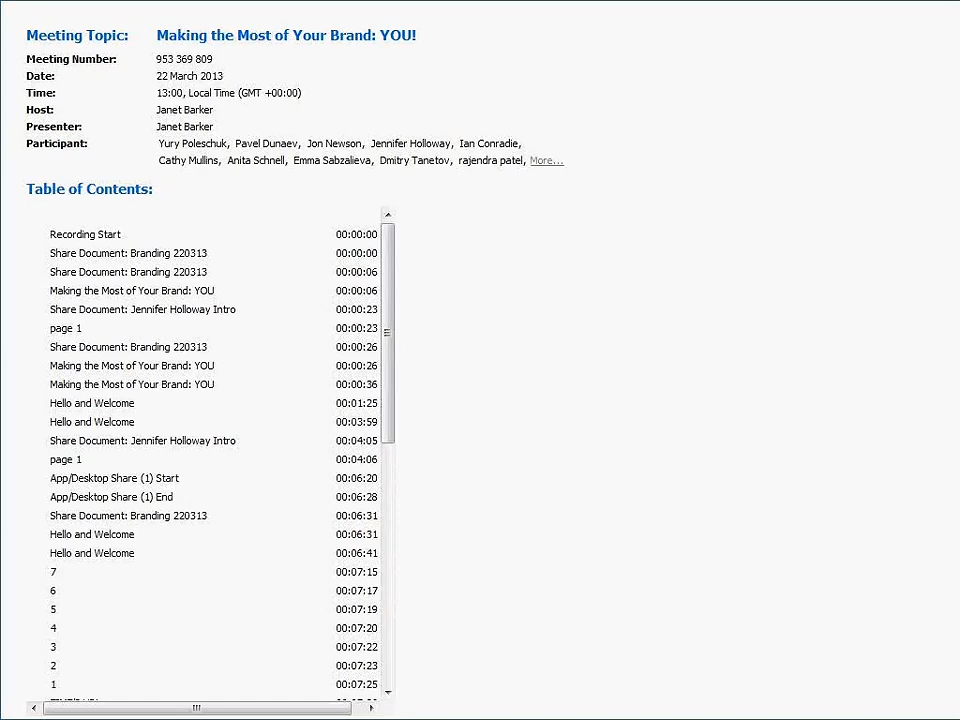 Meeting Topic: Making the Most of Your Brand: YOU!
Meeting Number: 953 369 809
Date: 22 March 2013
Time: 13:00, Local Time (GMT +00:00)
Host: Janet Barker
Presenter: Janet Barker
Participant: Yury Poleschuk, Pavel Dunaev, Jon Newson, Jennifer Holloway, Ian Conradie,
Cathy Mullins, Anita Schnell, Emma Sabzalieva, Dmitry Tanetov, rajendra patel, More...
Table of Contents:
Recording Start 00:00:00
Share Document: Branding 220313 00:00:00
Share Document: Branding 220313 00:00:06
Making the Most of Your Brand: YOU 00:00:06
Share Document: Jennifer Holloway Intro 00:00:23
page 1 00:00:23
Share Document: Branding 220313 00:00:26
Making the Most of Your Brand: YOU 00:00:26
Making the Most of Your Brand: YOU 00:00:36
Hello and Welcome 00:01:25
Hello and Welcome 00:03:59
Share Document: Jennifer Holloway Intro 00:04:05
page 1 00:04:06
App/Desktop Share (1) Start 00:06:20
App/Desktop Share (1) End 00:06:28
Share Document: Branding 220313 00:06:31
Hello and Welcome 00:06:31
Hello and Welcome 00:06:41
7 00:07:15
6 00:07:17
5 00:07:19
4 00:07:20
3 00:07:22
2 00:07:23
1 00:07:25